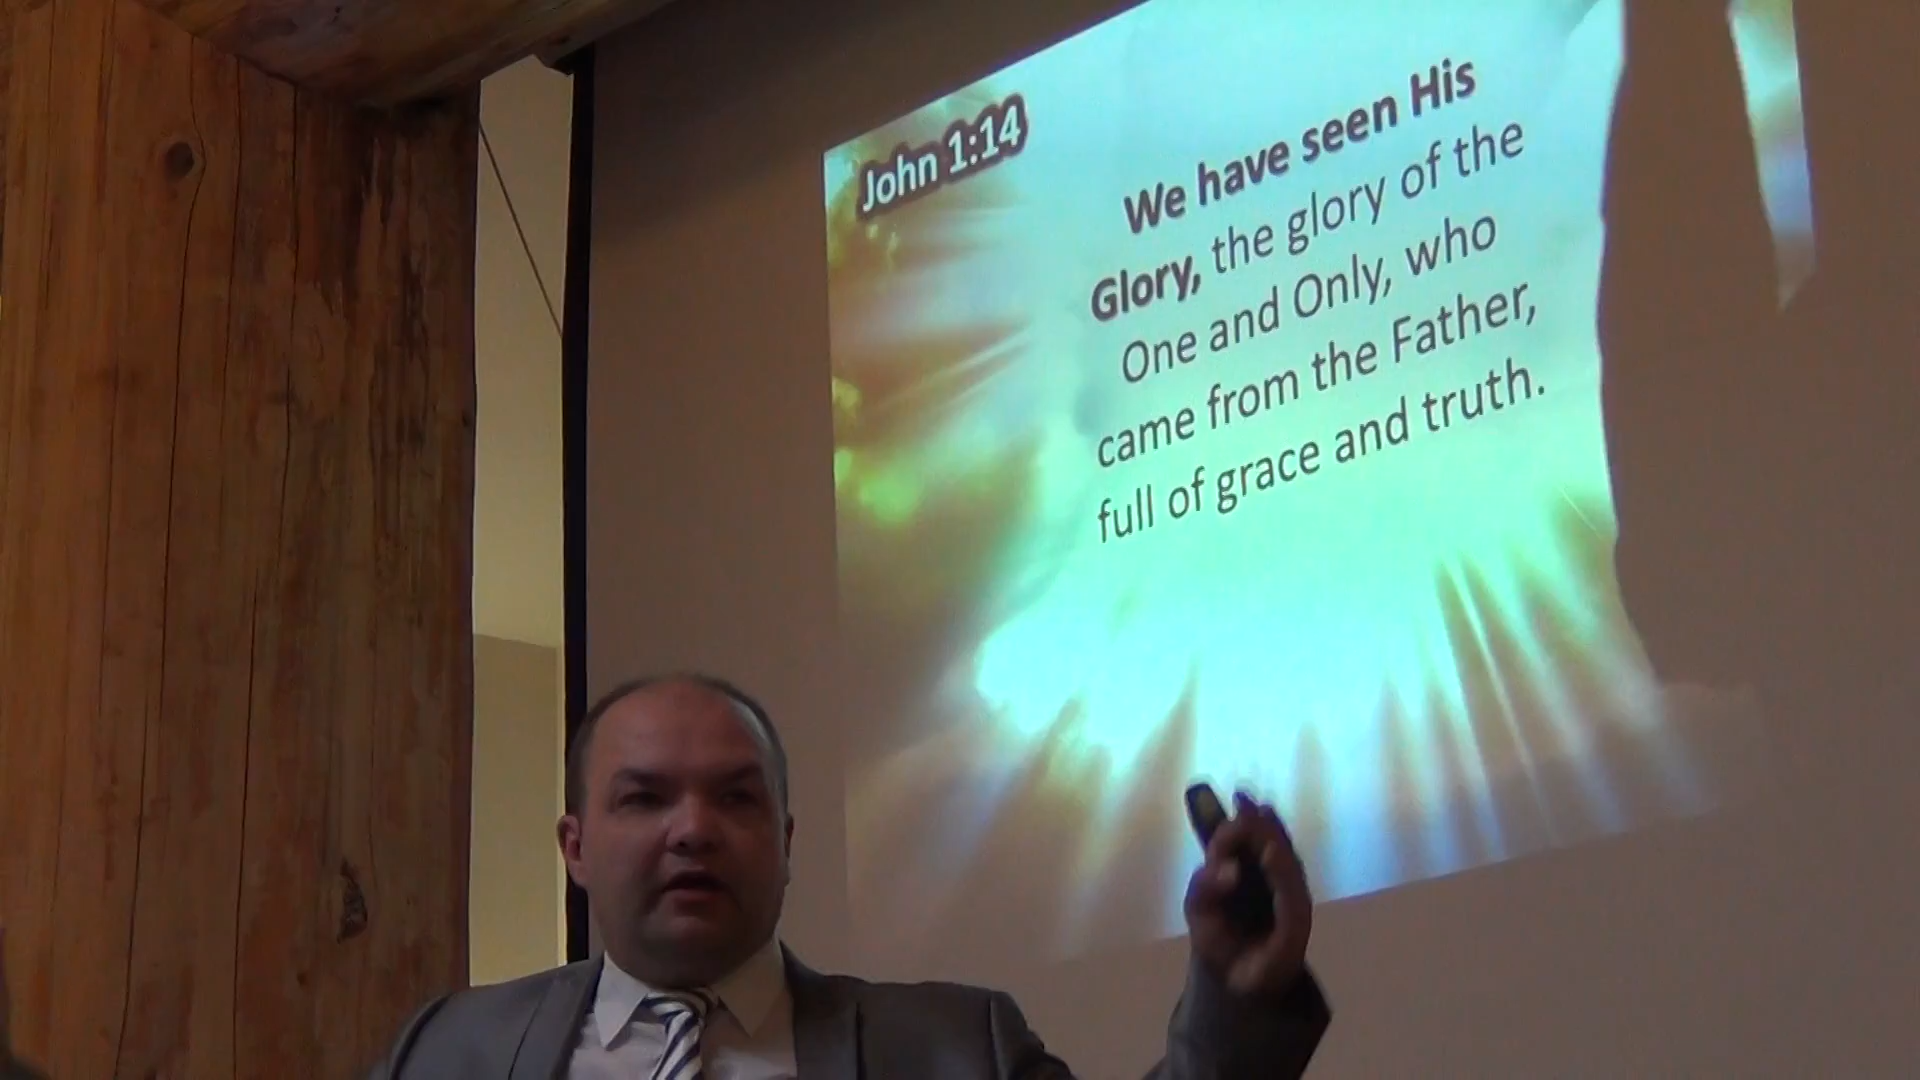 John 1:14
We have seen His
Glory, the glory of the
One and Only, who
came from the Father,
full of grace and truth.